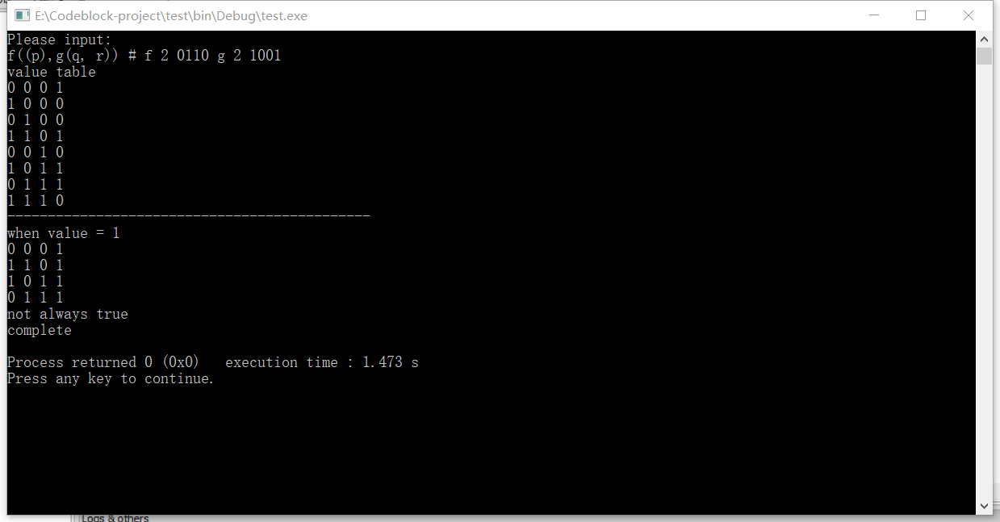 E:\Codeblock-project\test\bin\Debug\test.exe
Please input:
f((p),g(q, r)) # f 2 0110 g 2 1001
value table
0 0 0 1
1 0 0 0
0 1 0 0
1 1 0 1
0 0 1 0
1 0 1 1
0 1 1 1
1 1 1 0
---------------------------------------------
when value = 1
0 0 0 1
1 1 0 1
1 0 1 1
0 1 1 1
not always true
complete
Process returned 0 (0x0)   execution time : 1.473 s
Press any key to continue.
Logs & others